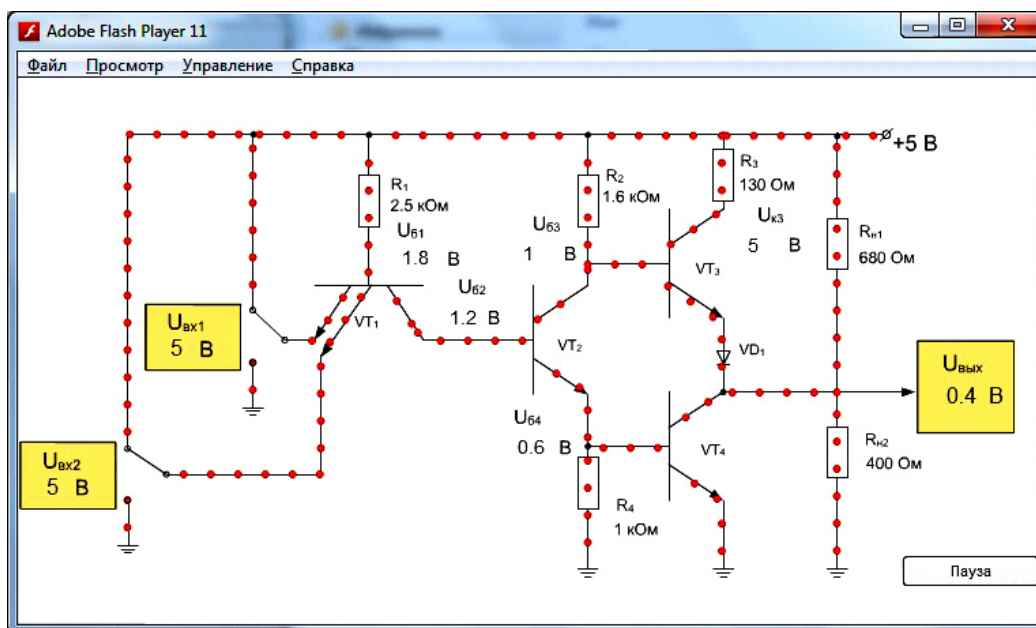 Adobe Flash Player 11
Файл Просмотр Управление Справка
+5 В
R1
2.5 кОм
R2
1.6 кОм
R3
130 Ом
Uб1
1.8 В
Uб3
1 В
Uк3
5 В
Rн1
680 Ом
Uб2
1.2 В
VT1
VT2
VT3
VD1
Uвх1
5 В
Uвых
0.4 В
Uб4
0.6 В
VT4
Rн2
400 Ом
Uвх2
5 В
R4
1 кОм
Пауза